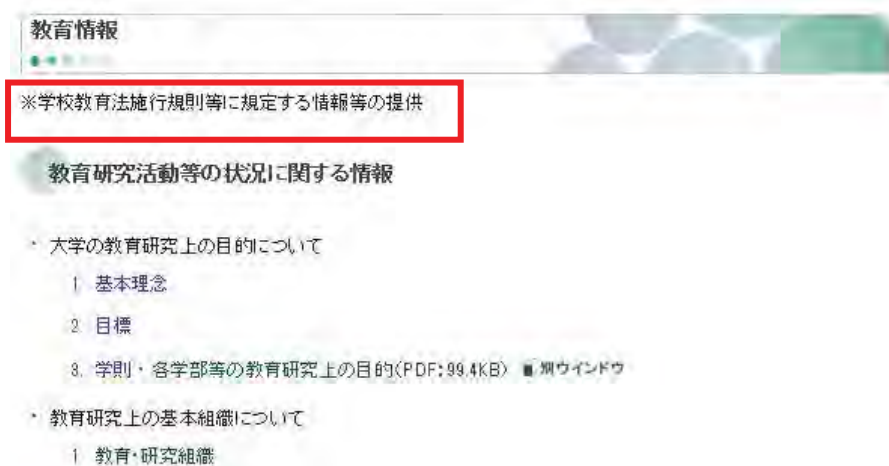 教育情報
※学校教育法施行規則等に規定する情報等の提供
教育研究活動等の状況に関する情報
・ 大学の教育研究上の目的について
1 基本理念
2 目標
3. 学則・各学部等の教育研究上の目的(PDF:99.4KB) 別ウインドウ
・ 教育研究上の基本組織について
1 教育・研究組織